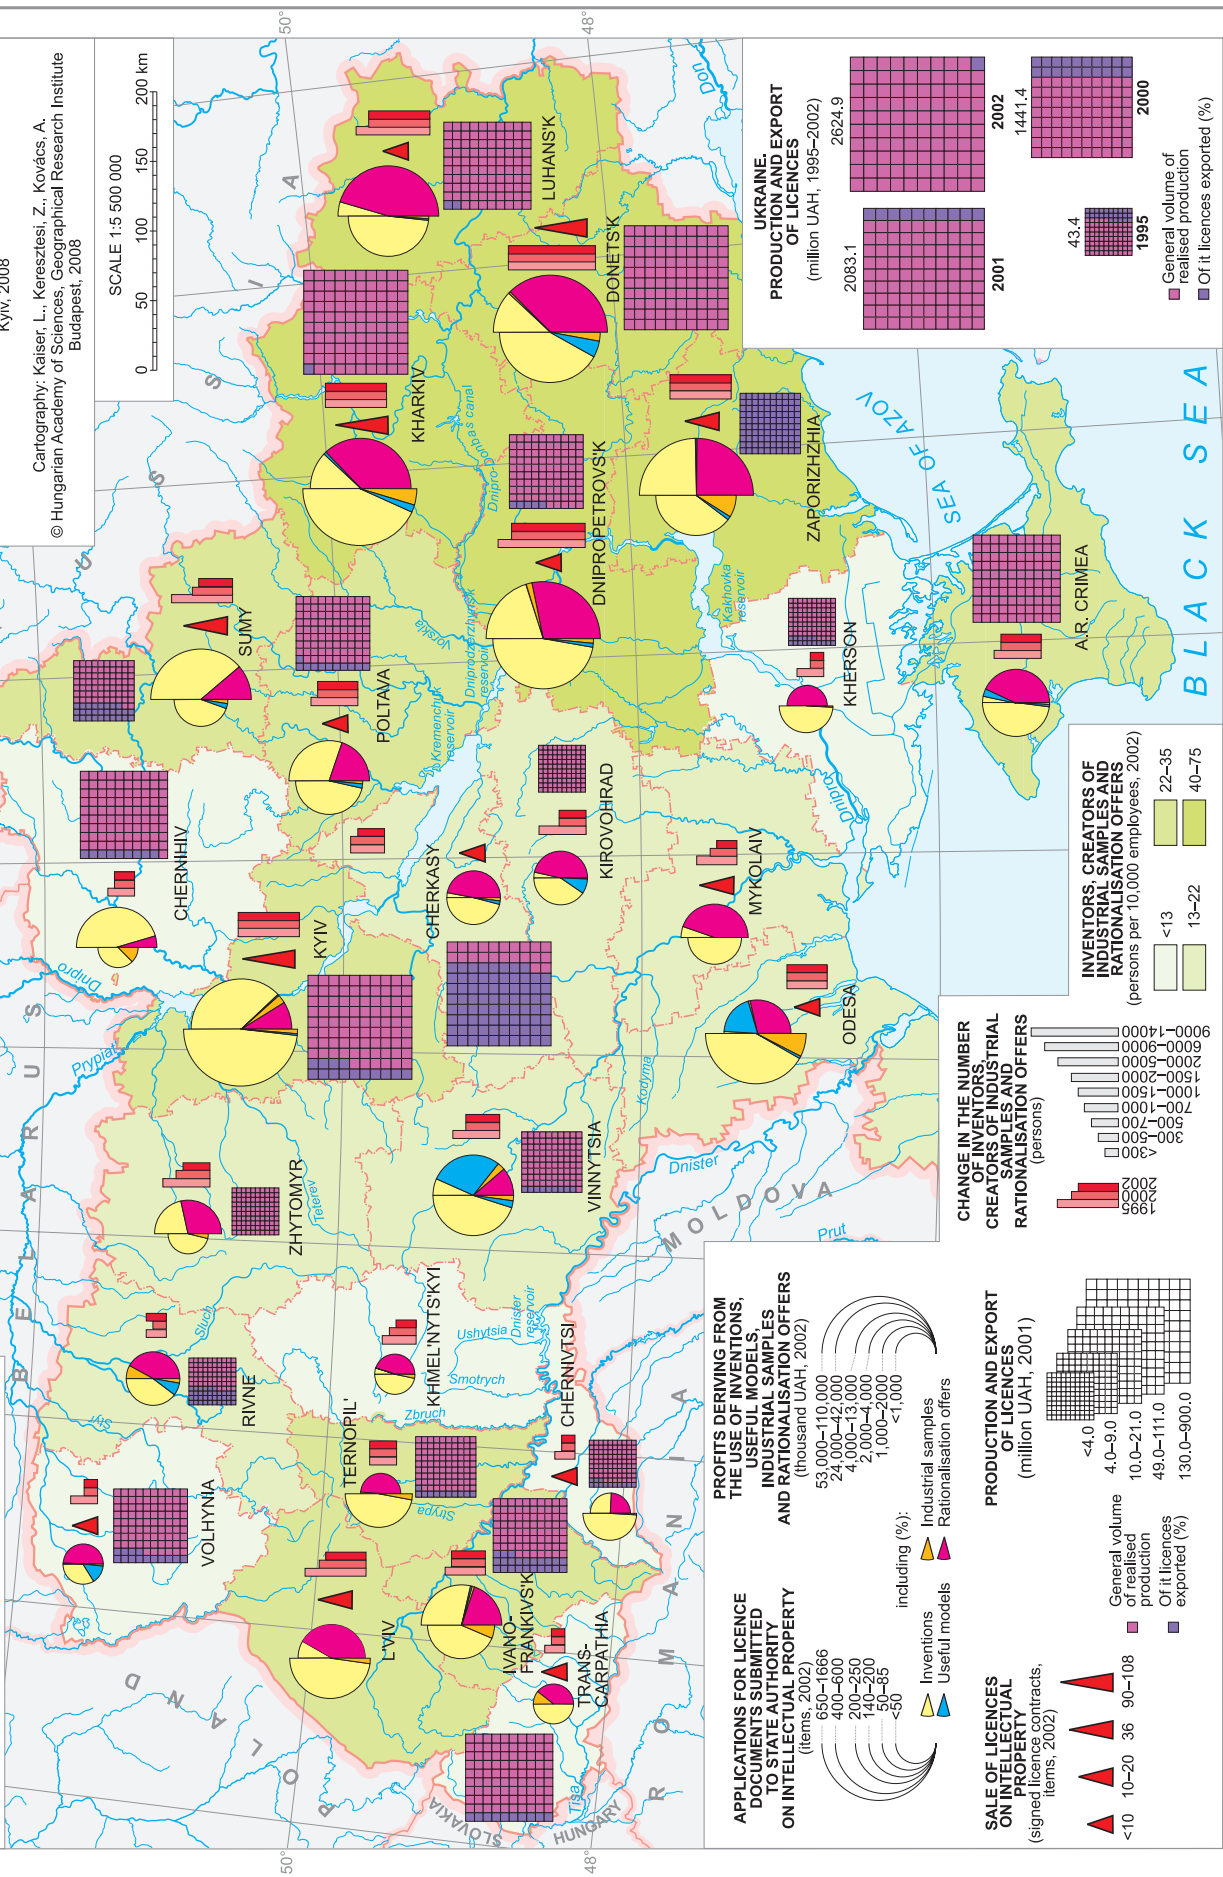 Kyiv, 2008
Cartography: Kaiser, L., Keresztesi, Z., Kovács, A.
© Hungarian Academy of Sciences, Geographical Research Institute
Budapest, 2008
SCALE 1:5 500 000
0 50 100 150 200 km
50°
48°
50°
48°
B E L A R U S
R U S S I A
P O L A N D
SLOVAKIA
HUNGARY
R O M A N I A
M O L D O V A
SEA OF AZOV
B L A C K S E A
VOLHYNIA
RIVNE
ZHYTOMYR
KYIV
CHERNIHIV
SUMY
POLTAVA
KHARKIV
LUHANS'K
DONETS'K
DNIPROPETROVS'K
ZAPORIZHZHIA
KHERSON
A.R. CRIMEA
MYKOLAIV
KIROVOHRAD
CHERKASY
ODESA
VINNYTSIA
KHMEL'NYTS'KYI
CHERNIVTSI
TERNOPIL'
L'VIV
IVANO-
FRANKIVS'K
TRANS-
CARPATHIA
Styr
Sluch
Teterev
Prypiat
Dnipro
Vorskla
Kremenchuk
reservoir
Dniprodzerzhyns'k
reservoir
Dnipro-Donbas canal
Kakhovka
reservoir
Dnipro
Don
Kodyma
Dnister
Prut
Ushytsia
Dnister
reservoir
Smotrych
Zbruch
Strypa
Tisa
UKRAINE.
PRODUCTION AND EXPORT
OF LICENCES
(million UAH, 1995–2002)
2083.1
2001
2624.9
2002
43.4
1995
1441.4
2000
General volume of
realised production
Of it licences exported (%)
INVENTORS, CREATORS OF
INDUSTRIAL SAMPLES AND
RATIONALISATION OFFERS
(persons per 10,000 employees, 2002)
<13
13–22
22–35
40–75
CHANGE IN THE NUMBER
OF INVENTORS,
CREATORS OF INDUSTRIAL
SAMPLES AND
RATIONALISATION OFFERS
(persons)
1995
2000
2002
<300
300–500
500–700
700–1000
1000–1500
1500–2000
2000–5000
6000–9000
9000–14000
APPLICATIONS FOR LICENCE
DOCUMENTS SUBMITTED
TO STATE AUTHORITY
ON INTELLECTUAL PROPERTY
(items, 2002)
650–1666
400–600
200–250
140–200
50–85
<50
PROFITS DERIVING FROM
THE USE OF INVENTIONS,
USEFUL MODELS,
INDUSTRIAL SAMPLES
AND RATIONALISATION OFFERS
(thousand UAH, 2002)
53,000–110,000
24,000–42,000
4,000–13,000
2,000–4,000
1,000–2000
<1,000
including (%):
Inventions
Useful models
Industrial samples
Rationalisation offers
SALE OF LICENCES
ON INTELLECTUAL
PROPERTY
(signed licence contracts,
items, 2002)
<10
10–20
36
90–108
PRODUCTION AND EXPORT
OF LICENCES
(million UAH, 2001)
<4.0
4.0–9.0
10.0–21.0
49.0–111.0
130.0–900.0
General volume
of realised
production
Of it licences
exported (%)